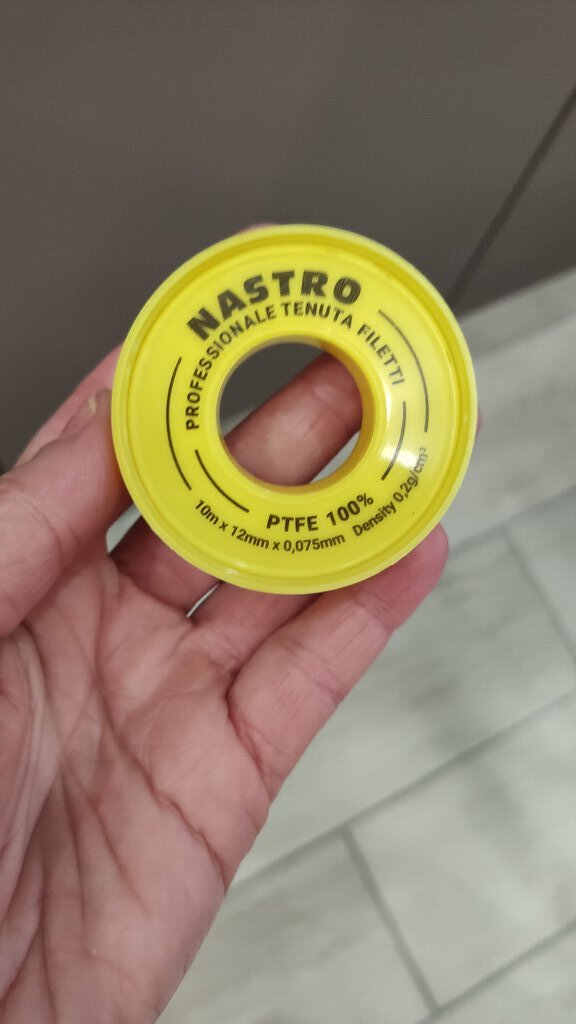 NASTRO
PROFESSIONALE TENUTA FILETTI
PTFE 100%
10m x 12mm x 0,075mm Density 0,2g/cm³